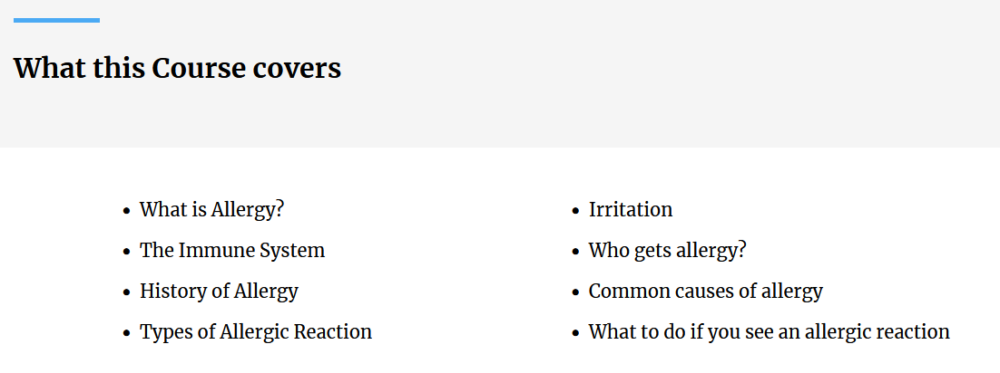 What this Course covers
What is Allergy?
The Immune System
History of Allergy
Types of Allergic Reaction
Irritation
Who gets allergy?
Common causes of allergy
What to do if you see an allergic reaction